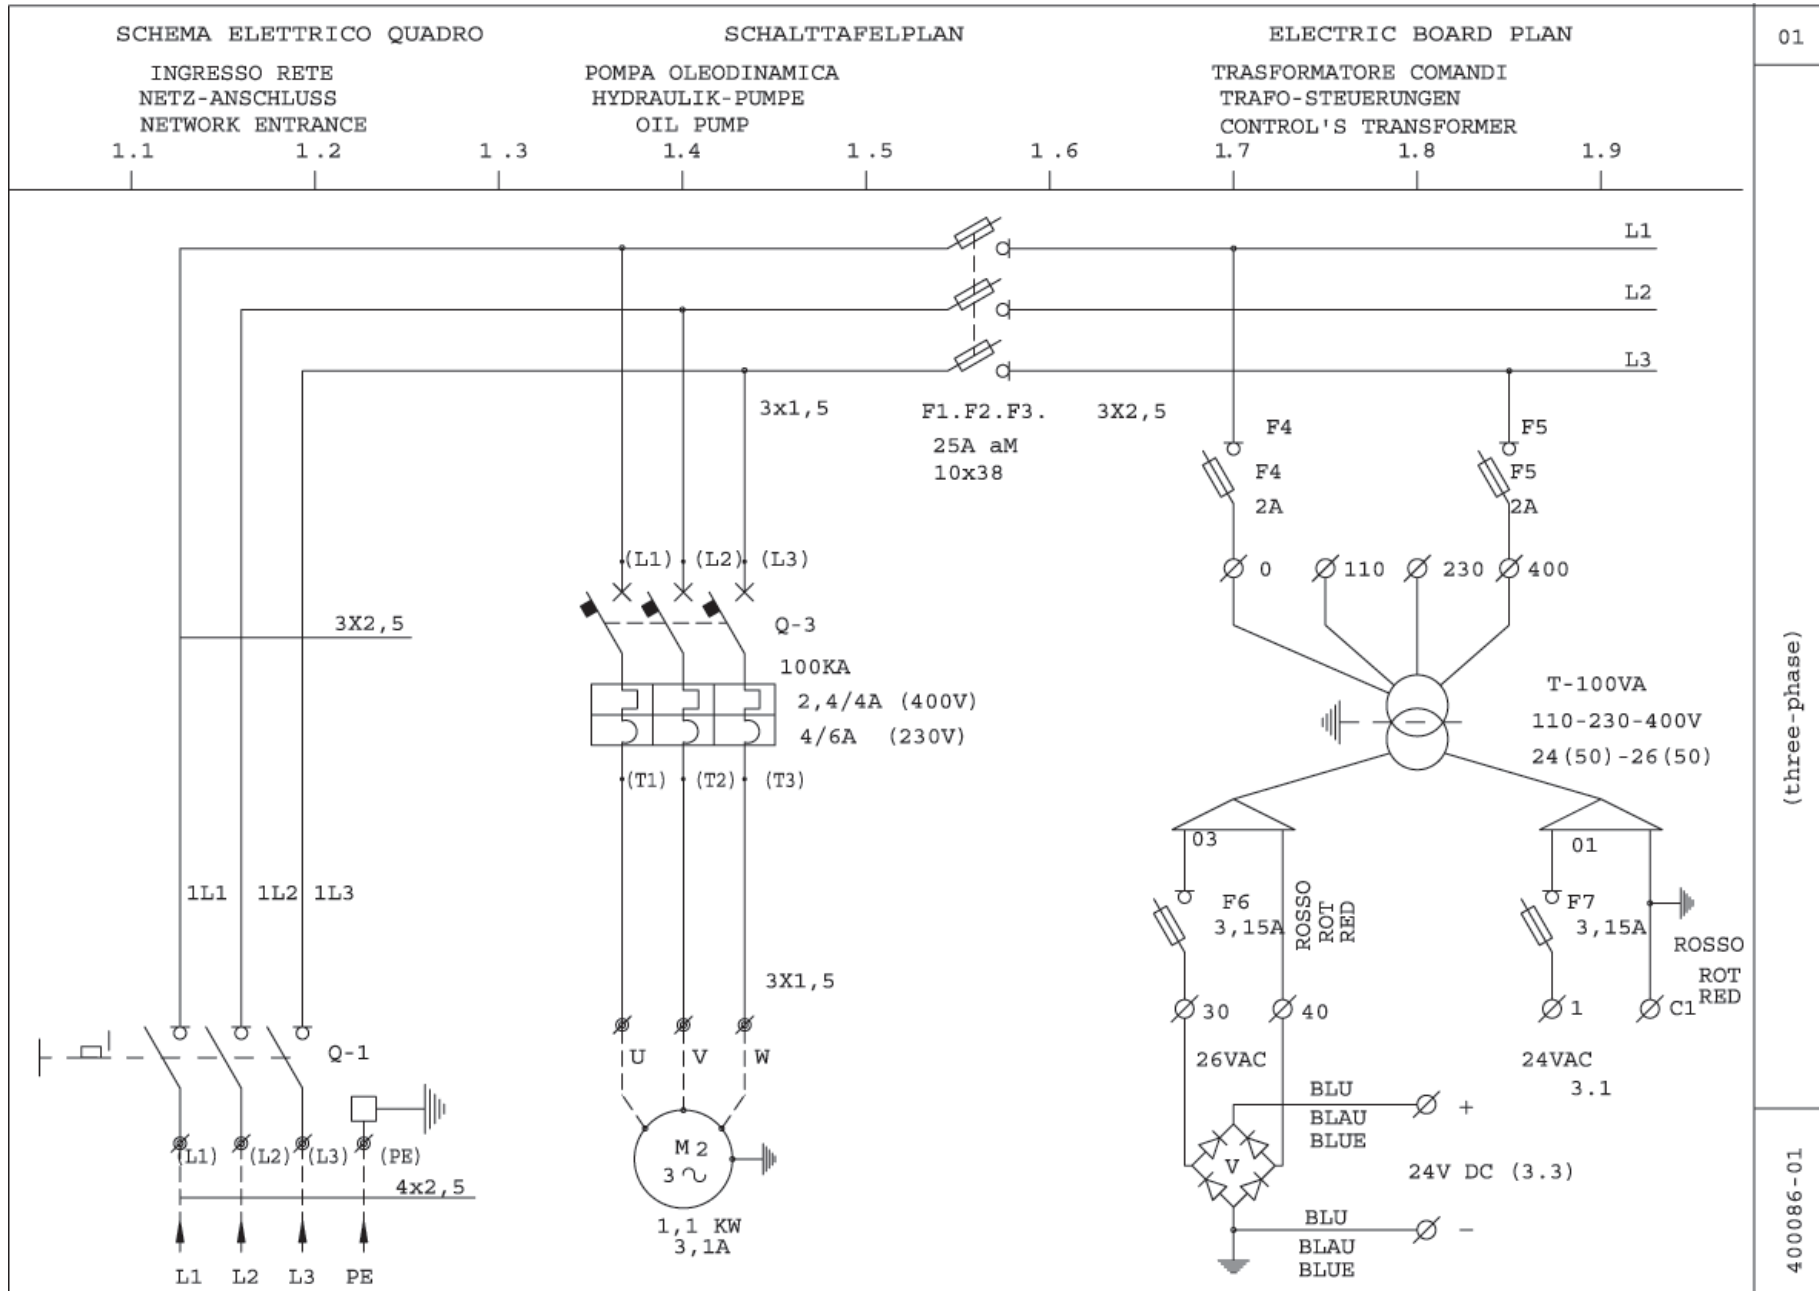 SCHEMA ELETTRICO QUADRO
SCHALTTAFELPLAN
ELECTRIC BOARD PLAN
01
INGRESSO RETE
NETZ-ANSCHLUSS
NETWORK ENTRANCE
POMPA OLEODINAMICA
HYDRAULIK-PUMPE
OIL PUMP
TRASFORMATORE COMANDI
TRAFO-STEUERUNGEN
CONTROL'S TRANSFORMER
1.1 1.2 1.3 1.4 1.5 1.6 1.7 1.8 1.9
L1
L2
L3
3x1,5
F1.F2.F3.
25A aM
10x38
3X2,5
F4
F4
2A
F5
F5
2A
(L1) (L2) (L3)
0 110 230 400
3X2,5
Q-3
100KA
2,4/4A (400V)
4/6A (230V)
(T1) (T2) (T3)
T-100VA
110-230-400V
24(50)-26(50)
(three-phase)
03
01
1L1 1L2 1L3
F6
3,15A
ROSSO
ROT
RED
F7
3,15A
ROSSO
ROT
RED
3X1,5
30 40 1 C1
Q-1
U V W
26VAC
24VAC
3.1
BLU
BLAU
BLUE
+
M2
3~
V
24V DC (3.3)
(L1) (L2) (L3) (PE)
4x2,5
1,1 KW
3,1A
BLU
BLAU
BLUE
-
L1 L2 L3 PE
400086-01